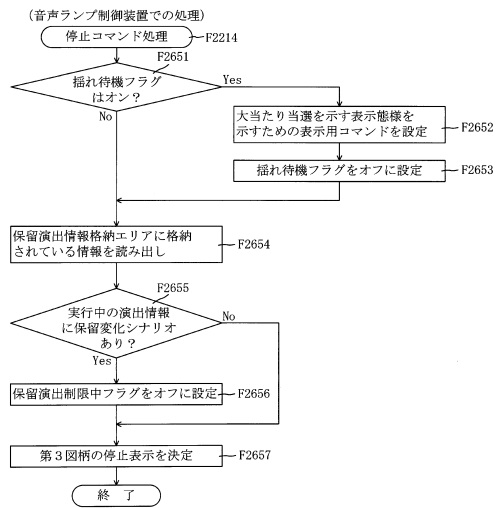 （音声ランプ制御装置での処理）
停止コマンド処理
F2214
F2651
揺れ待機フラグ
はオン？
Yes
No
大当たり当選を示す表示態様を
示すための表示用コマンドを設定
F2652
揺れ待機フラグをオフに設定
F2653
保留演出情報格納エリアに格納
されている情報を読み出し
F2654
F2655
実行中の演出情報
に保留変化シナリオ
あり？
No
Yes
保留演出制限中フラグをオフに設定
F2656
第３図柄の停止表示を決定
F2657
終　了